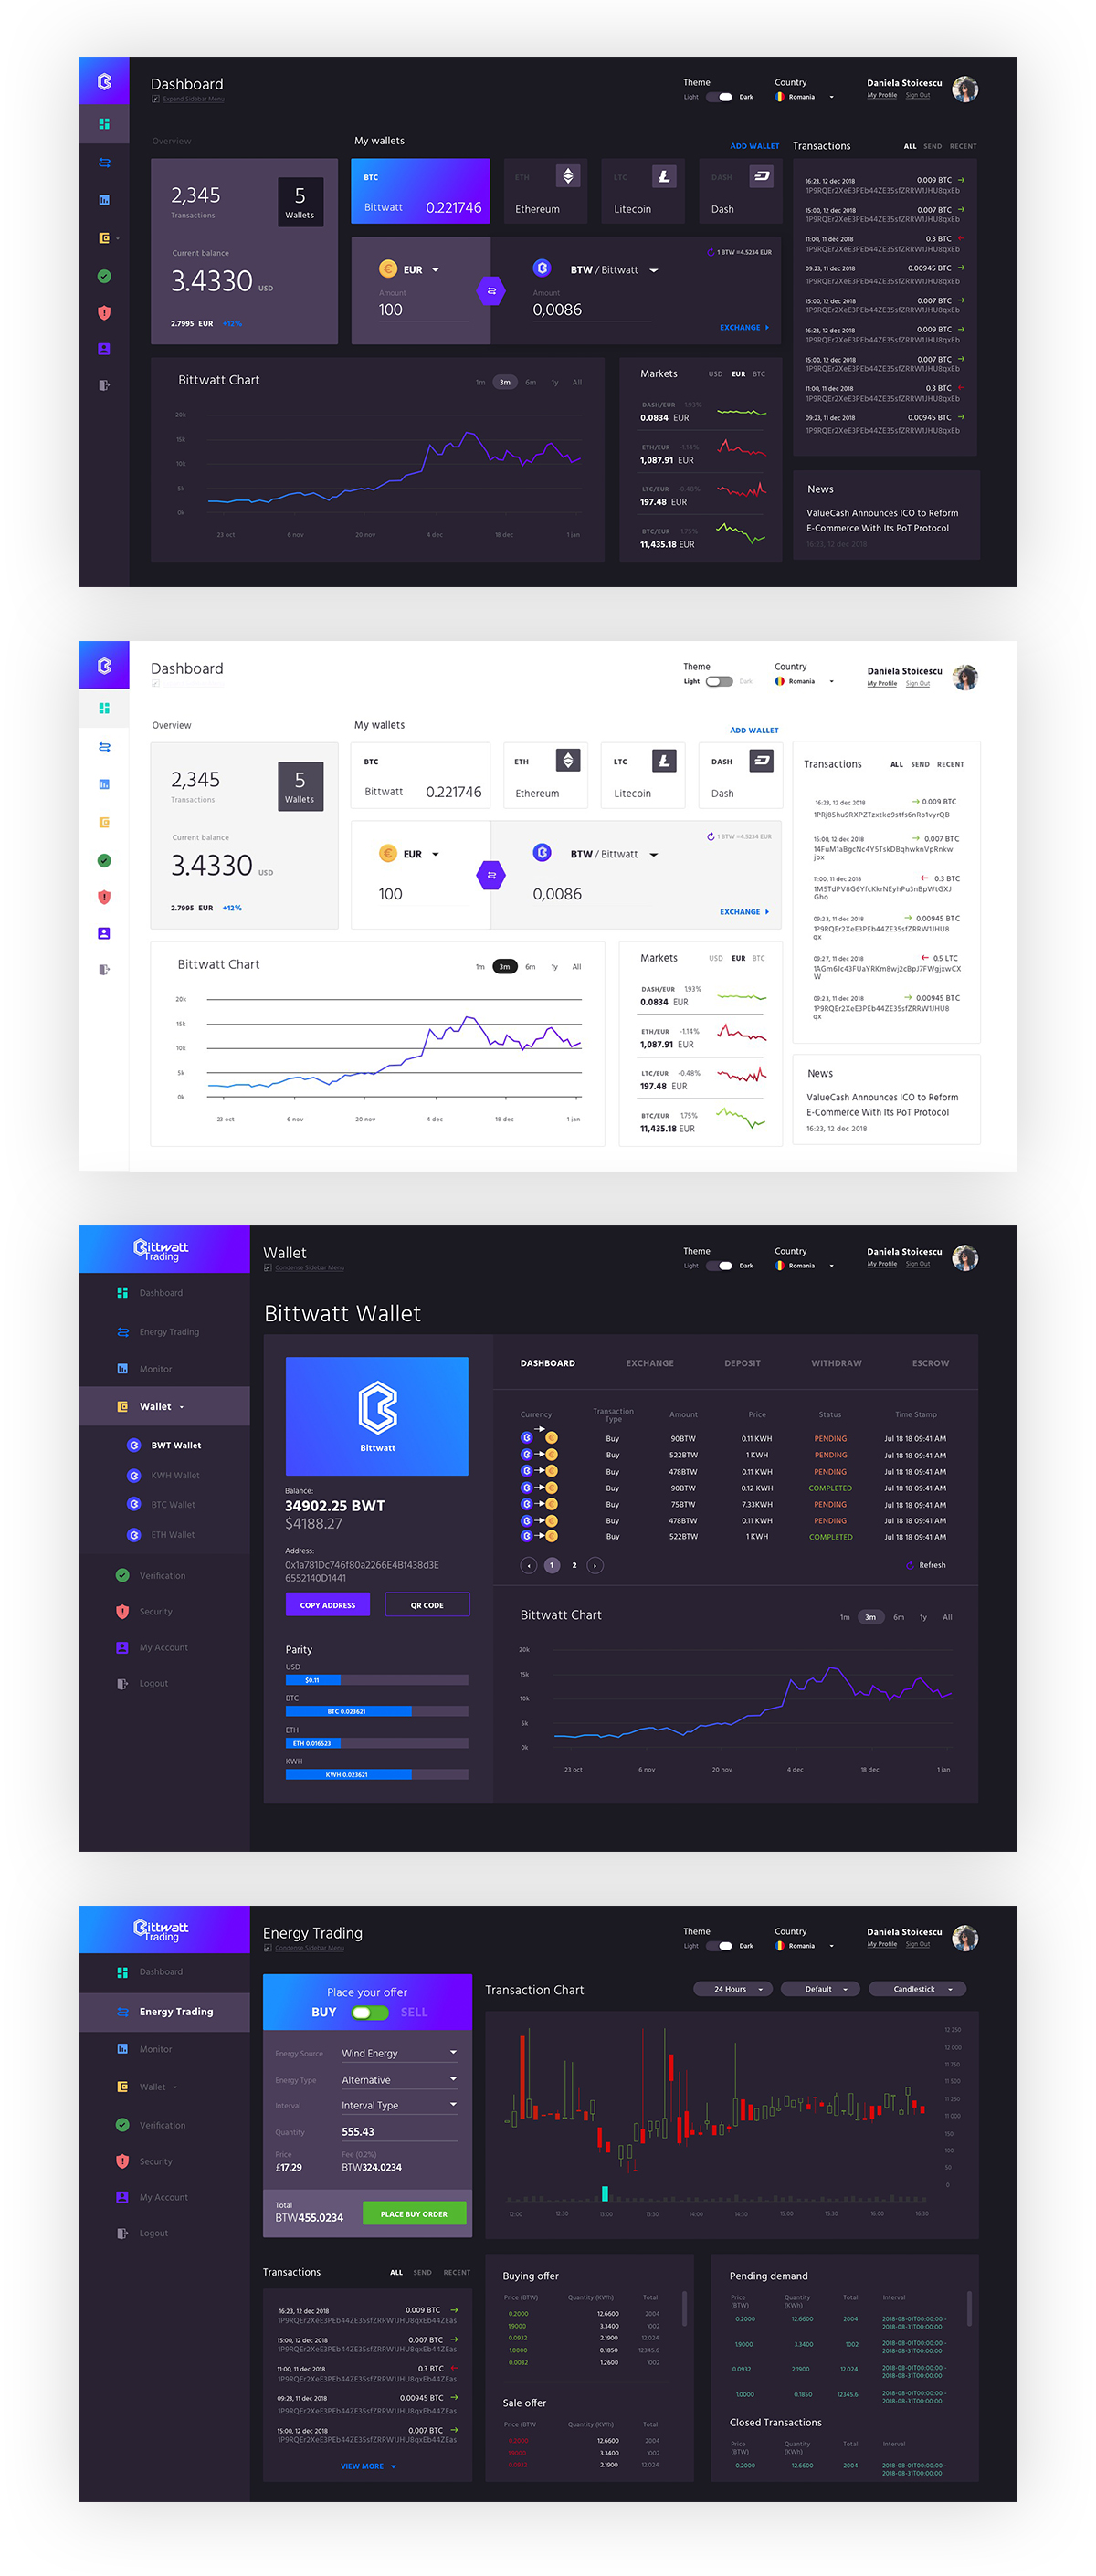 Dashboard
Expand Sidebar Menu
Theme
Light Dark
Country
Romania
Daniela Stoicescu
My Profile Sign Out
Overview
2,345
Transactions
5
Wallets
Current balance
3.4330 USD
2.7995 EUR +12%
My wallets
ADD WALLET
BTC
Bittwatt 0.221746
ETH
Ethereum
LTC
Litecoin
DASH
Dash
EUR
Amount
100
BTW / Bittwatt
Amount
0,0086
1 BTW =4.5234 EUR
EXCHANGE
Transactions ALL SEND RECENT
16:23, 12 dec 2018 0.009 BTC
1P9RQEr2XeE3PEb44ZE35sfZRRW1JHU8qxEb
15:00, 12 dec 2018 0.007 BTC
1P9RQEr2XeE3PEb44ZE35sfZRRW1JHU8qxEb
11:00, 11 dec 2018 0.3 BTC
1P9RQEr2XeE3PEb44ZE35sfZRRW1JHU8qxEb
09:23, 11 dec 2018 0.00945 BTC
1P9RQEr2XeE3PEb44ZE35sfZRRW1JHU8qxEb
15:00, 12 dec 2018 0.007 BTC
1P9RQEr2XeE3PEb44ZE35sfZRRW1JHU8qxEb
16:23, 12 dec 2018 0.009 BTC
1P9RQEr2XeE3PEb44ZE35sfZRRW1JHU8qxEb
15:00, 12 dec 2018 0.007 BTC
1P9RQEr2XeE3PEb44ZE35sfZRRW1JHU8qxEb
11:00, 11 dec 2018 0.3 BTC
1P9RQEr2XeE3PEb44ZE35sfZRRW1JHU8qxEb
09:23, 11 dec 2018 0.00945 BTC
1P9RQEr2XeE3PEb44ZE35sfZRRW1JHU8qxEb
Bittwatt Chart
1m 3m 6m 1y All
20k
15k
10k
5k
0k
23 oct 6 nov 20 nov 4 dec 18 dec 1 jan
Markets USD EUR BTC
DASH/EUR 1.93%
0.0834 EUR
ETH/EUR -1.14%
1,087.91 EUR
LTC/EUR -0.48%
197.48 EUR
BTC/EUR 1.75%
11,435.18 EUR
News
ValueCash Announces ICO to Reform
E-Commerce With Its PoT Protocol
16:23, 12 dec 2018
Dashboard
Theme
Light Dark
Country
Romania
Daniela Stoicescu
My Profile Sign Out
Overview
2,345
Transactions
5
Wallets
Current balance
3.4330 USD
2.7995 EUR +12%
My wallets
ADD WALLET
BTC
Bittwatt 0.221746
ETH
Ethereum
LTC
Litecoin
DASH
Dash
EUR
100
BTW / Bittwatt
0,0086
1 BTW =4.5234 EUR
EXCHANGE
Transactions ALL SEND RECENT
16:23, 12 dec 2018 0.009 BTC
15:00, 12 dec 2018 0.007 BTC
jbx
11:00, 11 dec 2018 0.3 BTC
Gho
09:23, 11 dec 2018 0.00945 BTC
1P9RQEr2XeE3PEb44ZE35sfZRRW1JHU8
qx
09:27, 11 dec 2018 0.5 LTC
W
09:23, 11 dec 2018 0.00945 BTC
1P9RQEr2XeE3PEb44ZE35sfZRRW1JHU8
qx
Bittwatt Chart
1m 3m 6m 1y All
20k
15k
10k
5k
0k
23 oct 6 nov 20 nov 4 dec 18 dec 1 jan
Markets USD EUR BTC
DASH/EUR 1.93%
0.0834 EUR
ETH/EUR -1.14%
1,087.91 EUR
LTC/EUR -0.48%
197.48 EUR
BTC/EUR 1.75%
11,435.18 EUR
News
ValueCash Announces ICO to Reform
E-Commerce With Its PoT Protocol
16:23, 12 dec 2018
Bittwatt
Trading
Dashboard
Energy Trading
Monitor
Wallet
BWT Wallet
KWH Wallet
BTC Wallet
ETH Wallet
Verification
Security
My Account
Logout
Wallet
Condense Sidebar Menu
Theme
Light Dark
Country
Romania
Daniela Stoicescu
My Profile Sign Out
Bittwatt Wallet
Bittwatt
Balance:
34902.25 BWT
$4188.27
Address:
0x1a781Dc746f80a2266E4Bf438d3E
6552140D1441
COPY ADDRESS QR CODE
Parity
USD
$0.11
BTC
BTC 0.023621
ETH
ETH 0.016523
KWH
KWH 0.023621
DASHBOARD EXCHANGE DEPOSIT WITHDRAW ESCROW
Currency Transaction Type Amount Price Status Time Stamp
Buy 90BTW 0.11 KWH PENDING Jul 18 18 09:41 AM
Buy 522BTW 1 KWH PENDING Jul 18 18 09:41 AM
Buy 478BTW 0.11 KWH PENDING Jul 18 18 09:41 AM
Buy 90BTW 0.12 KWH COMPLETED Jul 18 18 09:41 AM
Buy 75BTW 7.33KWH PENDING Jul 18 18 09:41 AM
Buy 478BTW 0.11 KWH PENDING Jul 18 18 09:41 AM
Buy 522BTW 1 KWH COMPLETED Jul 18 18 09:41 AM
1 2
Refresh
Bittwatt Chart
1m 3m 6m 1y All
20k
15k
10k
5k
0k
23 oct 6 nov 20 nov 4 dec 18 dec 1 jan
Bittwatt
Trading
Dashboard
Energy Trading
Monitor
Wallet
Verification
Security
My Account
Logout
Energy Trading
Condense Sidebar Menu
Theme
Light Dark
Country
Romania
Daniela Stoicescu
My Profile Sign Out
Place your offer
BUY SELL
Energy Source Wind Energy
Energy Type Alternative
Interval Interval Type
Quantity 555.43
Price Fee (0.2%)
£17.29 BTW324.0234
Total
BTW455.0234
PLACE BUY ORDER
Transaction Chart
24 Hours Default Candlestick
12 250
12 000
11 750
11 500
11 250
11 000
150
100
50
0
12:00 12:30 13:00 13:30 14:00 14:30 15:00 15:30 16:00 16:30
Transactions ALL SEND RECENT
16:23, 12 dec 2018 0.009 BTC
1P9RQEr2XeE3PEb44ZE35sfZRRW1JHU8qxEb44ZEas
15:00, 12 dec 2018 0.007 BTC
1P9RQEr2XeE3PEb44ZE35sfZRRW1JHU8qxEb44ZEas
11:00, 11 dec 2018 0.3 BTC
1P9RQEr2XeE3PEb44ZE35sfZRRW1JHU8qxEb44ZEas
09:23, 11 dec 2018 0.00945 BTC
1P9RQEr2XeE3PEb44ZE35sfZRRW1JHU8qxEb44ZEas
15:00, 12 dec 2018 0.007 BTC
1P9RQEr2XeE3PEb44ZE35sfZRRW1JHU8qxEb44ZEas
VIEW MORE
Buying offer
Price (BTW) Quantity (KWh) Total
0.2000 12.6600 2004
1.9000 3.3400 1002
0.0932 2.1900 12.024
1.0000 0.1850 12345.6
0.0032 1.2600 1002
Sale offer
Price (BTW Quantity (KWh) Total
0.2000 12.6600 2004
1.9000 3.3400 1002
0.0932 2.1900 12.024
Pending demand
Price (BTW) Quantity (KWh) Total Interval
0.2000 12.6600 2004 2018-08-01T00:00:00 -
2018-08-31T00:00:00
1.9000 3.3400 1002 2018-08-01T00:00:00 -
2018-08-31T00:00:00
0.0932 2.1900 12.024 2018-08-01T00:00:00 -
2018-08-31T00:00:00
1.0000 0.1850 12345.6 2018-08-01T00:00:00 -
2018-08-31T00:00:00
Closed Transactions
Price (BTW) Quantity (KWh) Total Interval
0.2000 12.6600 2004 2018-08-01T00:00:00 -
2018-08-31T00:00:00